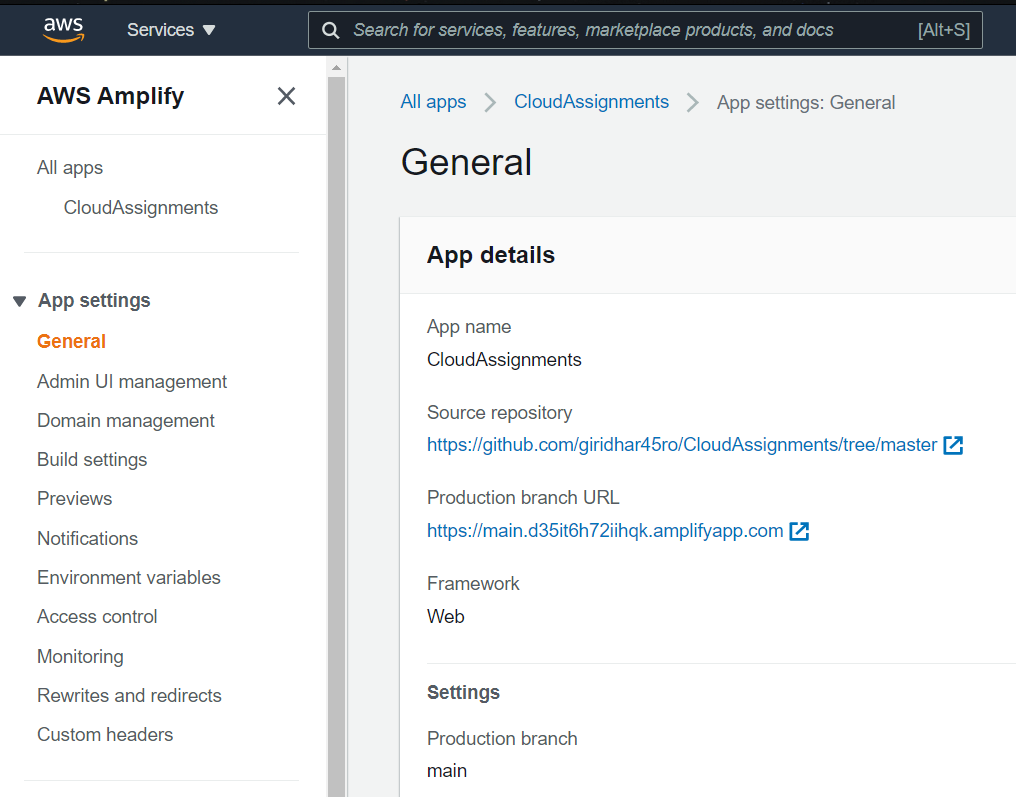 aws Services Search for services, features, marketplace products, and docs [Alt+S]
AWS Amplify
All apps
CloudAssignments
App settings
General
Admin UI management
Domain management
Build settings
Previews
Notifications
Environment variables
Access control
Monitoring
Rewrites and redirects
Custom headers
All apps CloudAssignments App settings: General
General
App details
App name
CloudAssignments
Source repository
https://github.com/giridhar45ro/CloudAssignments/tree/master
Production branch URL
https://main.d35it6h72iihqk.amplifyapp.com
Framework
Web
Settings
Production branch
main